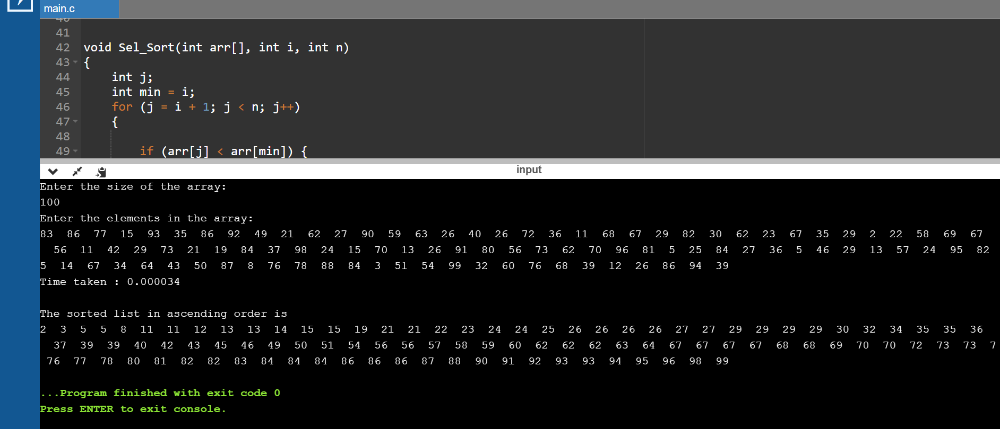 main.c
41
42 void Sel_Sort(int arr[], int i, int n)
43 {
44 int j;
45 int min = i;
46 for (j = i + 1; j < n; j++)
47 {
48
49 if (arr[j] < arr[min]) {
input
Enter the size of the array:
100
Enter the elements in the array:
83 86 77 15 93 35 86 92 49 21 62 27 90 59 63 26 40 26 72 36 11 68 67 29 82 30 62 23 67 35 29 2 22 58 69 67
56 11 42 29 73 21 19 84 37 98 24 15 70 13 26 91 80 56 73 62 70 96 81 5 25 84 27 36 5 46 29 13 57 24 95 82
5 14 67 34 64 43 50 87 8 76 78 88 84 3 51 54 99 32 60 76 68 39 12 26 86 94 39
Time taken : 0.000034
The sorted list in ascending order is
2 3 5 5 8 11 11 12 13 13 14 15 15 19 21 21 22 23 24 24 25 26 26 26 26 27 27 29 29 29 29 30 32 34 35 35 36
37 39 39 40 42 43 45 46 49 50 51 54 56 56 57 58 59 60 62 62 62 63 64 67 67 67 67 68 68 69 70 70 72 73 73 7
76 77 78 80 81 82 82 83 84 84 84 86 86 86 87 88 90 91 92 93 93 94 95 96 98 99
...Program finished with exit code 0
Press ENTER to exit console.